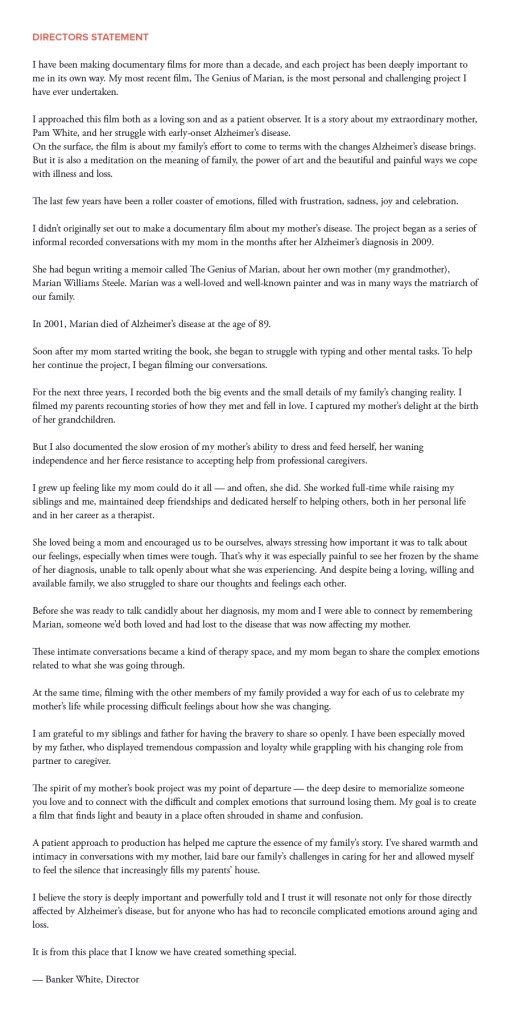 DIRECTORS STATEMENT
I have been making documentary films for more than a decade, and each project has been deeply important to
me in its own way. My most recent film, The Genius of Marian, is the most personal and challenging project I
have ever undertaken.
I approached this film both as a loving son and as a patient observer. It is a story about my extraordinary mother,
Pam White, and her struggle with early-onset Alzheimer's disease.
On the surface, the film is about my family's effort to come to terms with the changes Alzheimer's disease brings.
But it is also a meditation on the meaning of family, the power of art and the beautiful and painful ways we cope
with illness and loss.
The last few years have been a roller coaster of emotions, filled with frustration, sadness, joy and celebration.
I didn't originally set out to make a documentary film about my mother's disease. The project began as a series of
informal recorded conversations with my mom in the months after her Alzheimer's diagnosis in 2009.
She had begun writing a memoir called The Genius of Marian, about her own mother (my grandmother),
Marian Williams Steele. Marian was a well-loved and well-known painter and was in many ways the matriarch of
our family.
In 2001, Marian died of Alzheimer's disease at the age of 89.
Soon after my mom started writing the book, she began to struggle with typing and other mental tasks. To help
her continue the project, I began filming our conversations.
For the next three years, I recorded both the big events and the small details of my family's changing reality. I
filmed my parents recounting stories of how they met and fell in love. I captured my mother's delight at the birth
of her grandchildren.
But I also documented the slow erosion of my mother's ability to dress and feed herself, her waning
independence and her fierce resistance to accepting help from professional caregivers.
I grew up feeling like my mom could do it all — and often, she did. She worked full-time while raising my
siblings and me, maintained deep friendships and dedicated herself to helping others, both in her personal life
and in her career as a therapist.
She loved being a mom and encouraged us to be ourselves, always stressing how important it was to talk about
our feelings, especially when times were tough. That's why it was especially painful to see her frozen by the shame
of her diagnosis, unable to talk openly about what she was experiencing. And despite being a loving, willing and
available family, we also struggled to share our thoughts and feelings each other.
Before she was ready to talk candidly about her diagnosis, my mom and I were able to connect by remembering
Marian, someone we'd both loved and had lost to the disease that was now affecting my mother.
These intimate conversations became a kind of therapy space, and my mom began to share the complex emotions
related to what she was going through.
At the same time, filming with the other members of my family provided a way for each of us to celebrate my
mother's life while processing difficult feelings about how she was changing.
I am grateful to my siblings and father for having the bravery to share so openly. I have been especially moved
by my father, who displayed tremendous compassion and loyalty while grappling with his changing role from
partner to caregiver.
The spirit of my mother's book project was my point of departure — the deep desire to memorialize someone
you love and to connect with the difficult and complex emotions that surround losing them. My goal is to create
a film that finds light and beauty in a place often shrouded in shame and confusion.
A patient approach to production has helped me capture the essence of my family's story. I've shared warmth and
intimacy in conversations with my mother, laid bare our family's challenges in caring for her and allowed myself
to feel the silence that increasingly fills my parents' house.
I believe the story is deeply important and powerfully told and I trust it will resonate not only for those directly
affected by Alzheimer's disease, but for anyone who has had to reconcile complicated emotions around aging and
loss.
It is from this place that I know we have created something special.
— Banker White, Director